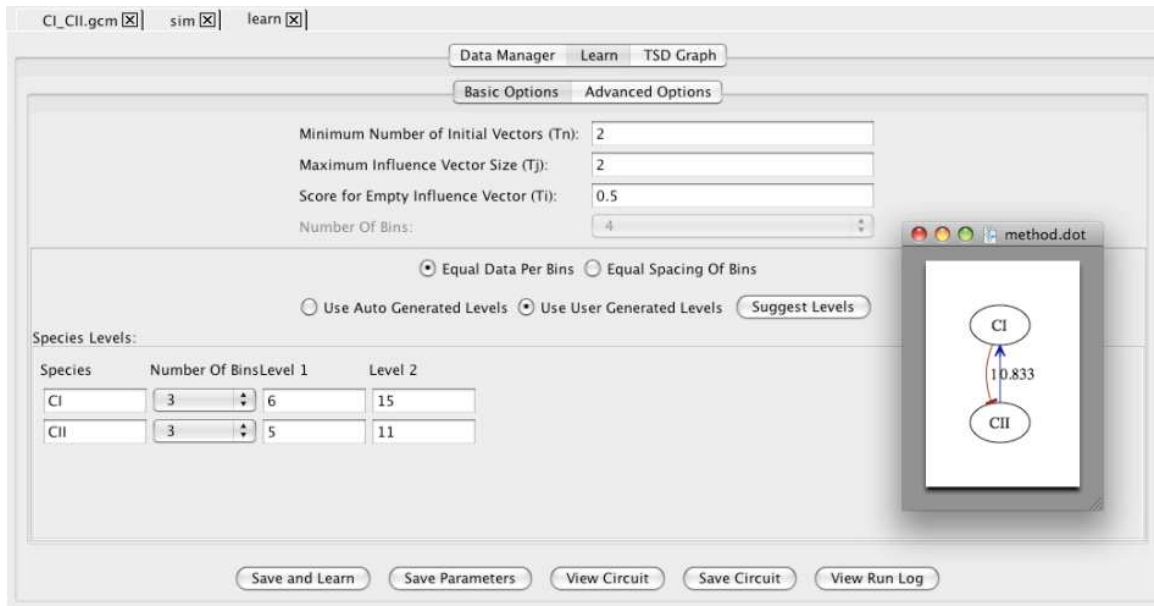 CI_CII.gcm sim learn
Data Manager Learn TSD Graph
Basic Options Advanced Options
Minimum Number of Initial Vectors (Tn): 2
Maximum Influence Vector Size (Tj): 2
Score for Empty Influence Vector (Ti): 0.5
Number Of Bins: 4
Equal Data Per Bins Equal Spacing Of Bins
Use Auto Generated Levels Use User Generated Levels Suggest Levels
Species Levels:
Species Number Of Bins Level 1 Level 2
CI 3 6 15
CII 3 5 11
method.dot
CI
1 0.833
CII
Save and Learn Save Parameters View Circuit Save Circuit View Run Log